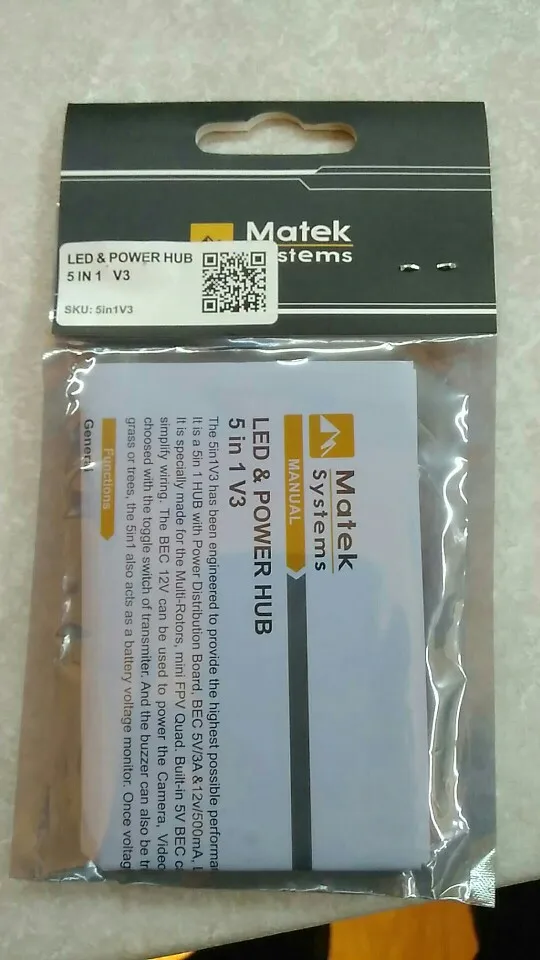 Matek
stems
LED & POWER HUB
5 IN 1 V3
SKU: 5in1V3
Matek
Systems
MANUAL
LED & POWER HUB
5 in 1 V3
The 5in1V3 has been engineered to provide the highest possible performa
It is a 5in 1 HUB with Power Distribution Board, BEC 5V/3A &12v/500mA, L
It is specially made for the Multi-Rotors, mini FPV Quad. Built-in 5V BEC c
simplify wiring. The BEC 12V can be used to power the Camera, Video
choosed with the toggle switch of transmiter. And the buzzer can also be tr
grass or trees, the 5in1 also acts as a battery voltage monitor. Once voltag
Functions
General